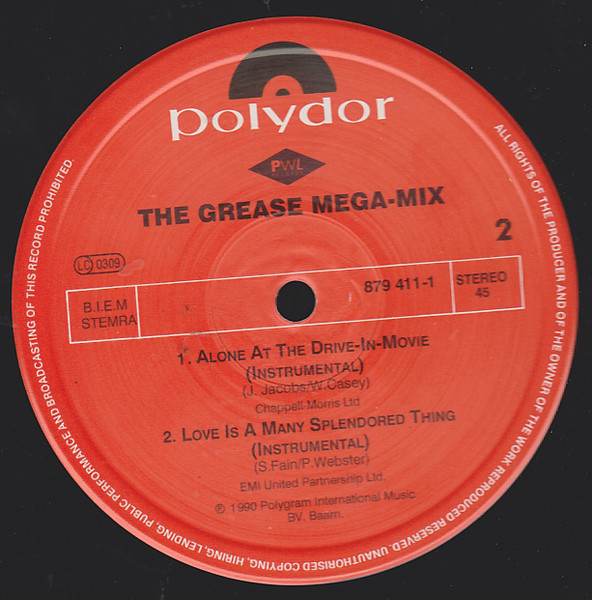 polydor
PWL
RECORDS
THE GREASE MEGA-MIX
2
LC 0309
B.I.E.M
STEMRA
879 411-1
STEREO
45
1. ALONE AT THE DRIVE-IN-MOVIE
(INSTRUMENTAL)
(J. Jacobs/W.Casey)
Chappell-Morris Ltd
2. LOVE IS A MANY SPLENDORED THING
(INSTRUMENTAL)
(S.Fain/P.Webster)
EMI United Partnership Ltd.
℗ 1990 Polygram International Music
BV. Baarn.
ALL RIGHTS OF THE PRODUCER AND OF THE OWNER OF THE WORK REPRODUCED RESERVED. UNAUTHORISED COPYING, HIRING, LENDING, PUBLIC PERFORMANCE AND BROADCASTING OF THIS RECORD PROHIBITED.